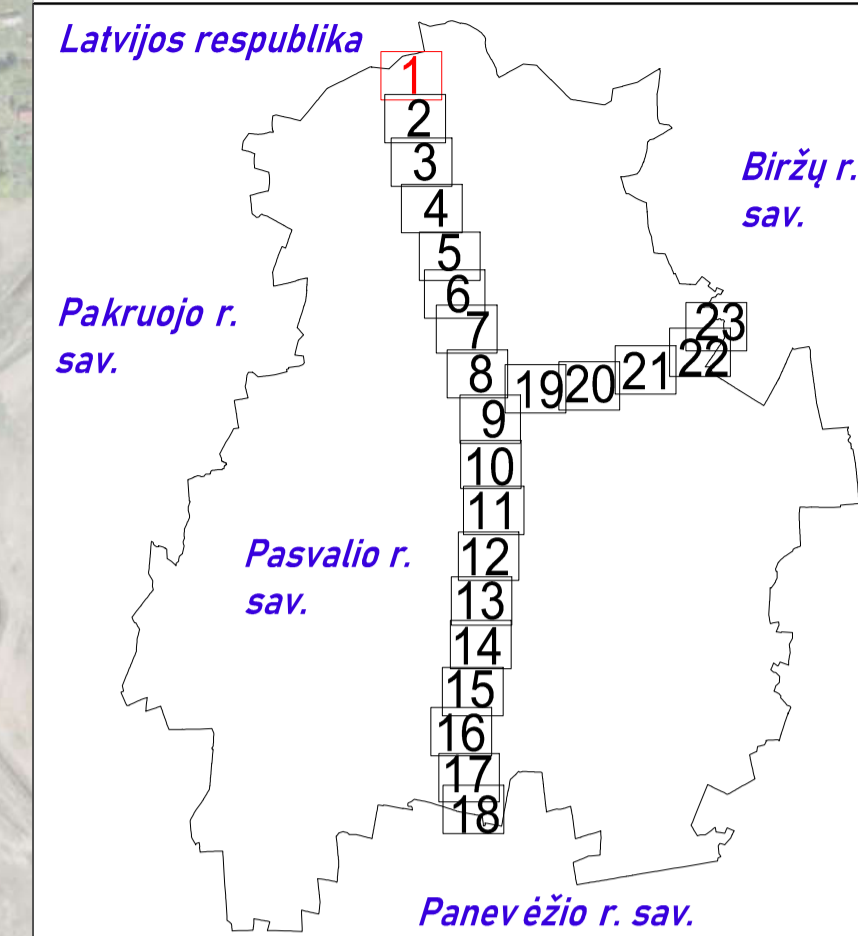 Latvijos respublika
1
2
3
4
5
6
7
8
9
10
11
12
13
14
15
16
17
18
19
20
21
22
23
Biržų r.
sav.
Pakruojo r.
sav.
Pasvalio r.
sav.
Panevėžio r. sav.